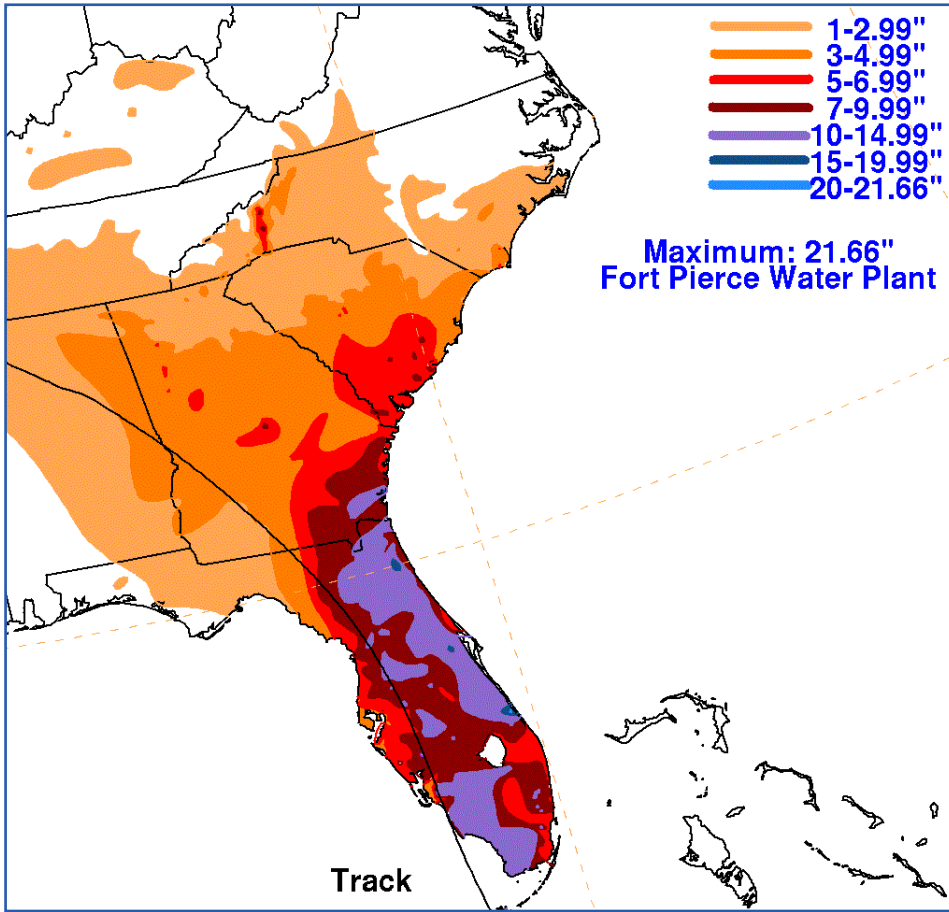 1-2.99"
3-4.99"
5-6.99"
7-9.99"
10-14.99"
15-19.99"
20-21.66"
Maximum: 21.66"
Fort Pierce Water Plant
Track